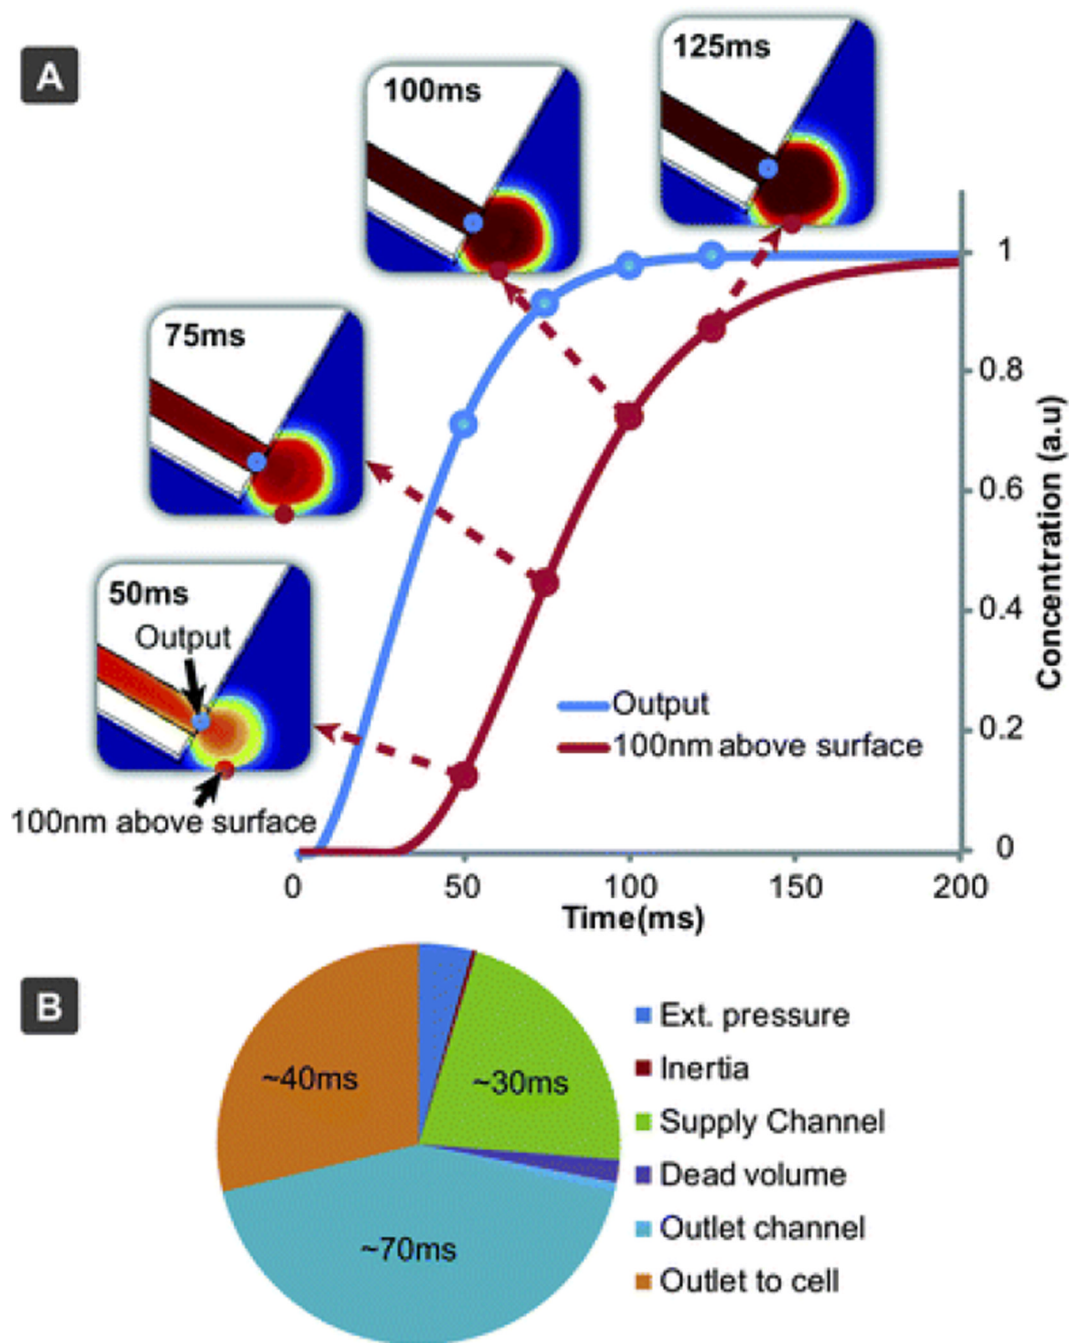 A
125ms
100ms
75ms
50ms
Output
100nm above surface
1
0.8
0.6
0.4
0.2
0
Concentration (a.u)
Output
100nm above surface
0 50 100 150 200
Time(ms)
B
~40ms
~30ms
~70ms
Ext. pressure
Inertia
Supply Channel
Dead volume
Outlet channel
Outlet to cell